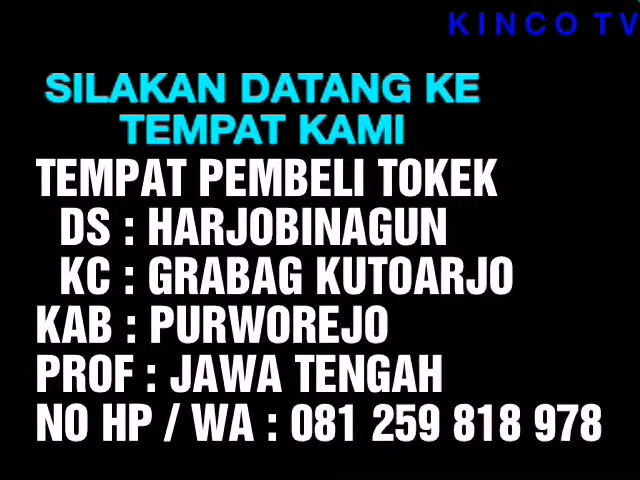 KINCO TV
SILAKAN DATANG KE
TEMPAT KAMI
TEMPAT PEMBELI TOKEK
DS : HARJOBINAGUN
KC : GRABAG KUTOARJO
KAB : PURWOREJO
PROF : JAWA TENGAH
NO HP / WA : 081 259 818 978